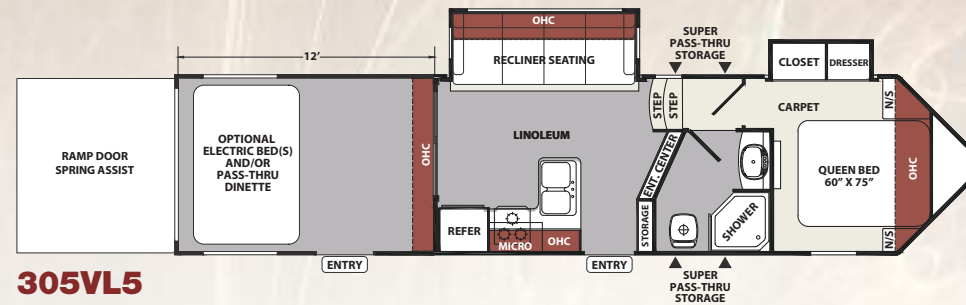 OHC
SUPER
PASS-THRU
STORAGE
12’
RECLINER SEATING
CLOSET
DRESSER
STEP
STEP
CARPET
N/S
OPTIONAL
ELECTRIC BED(S)
AND/OR
PASS-THRU
DINETTE
OHC
LINOLEUM
RAMP DOOR
SPRING ASSIST
ENT. CENTER
QUEEN BED
60” X 75”
OHC
REFER
MICRO
OHC
STORAGE
SHOWER
N/S
ENTRY
ENTRY
305VL5
SUPER
PASS-THRU
STORAGE